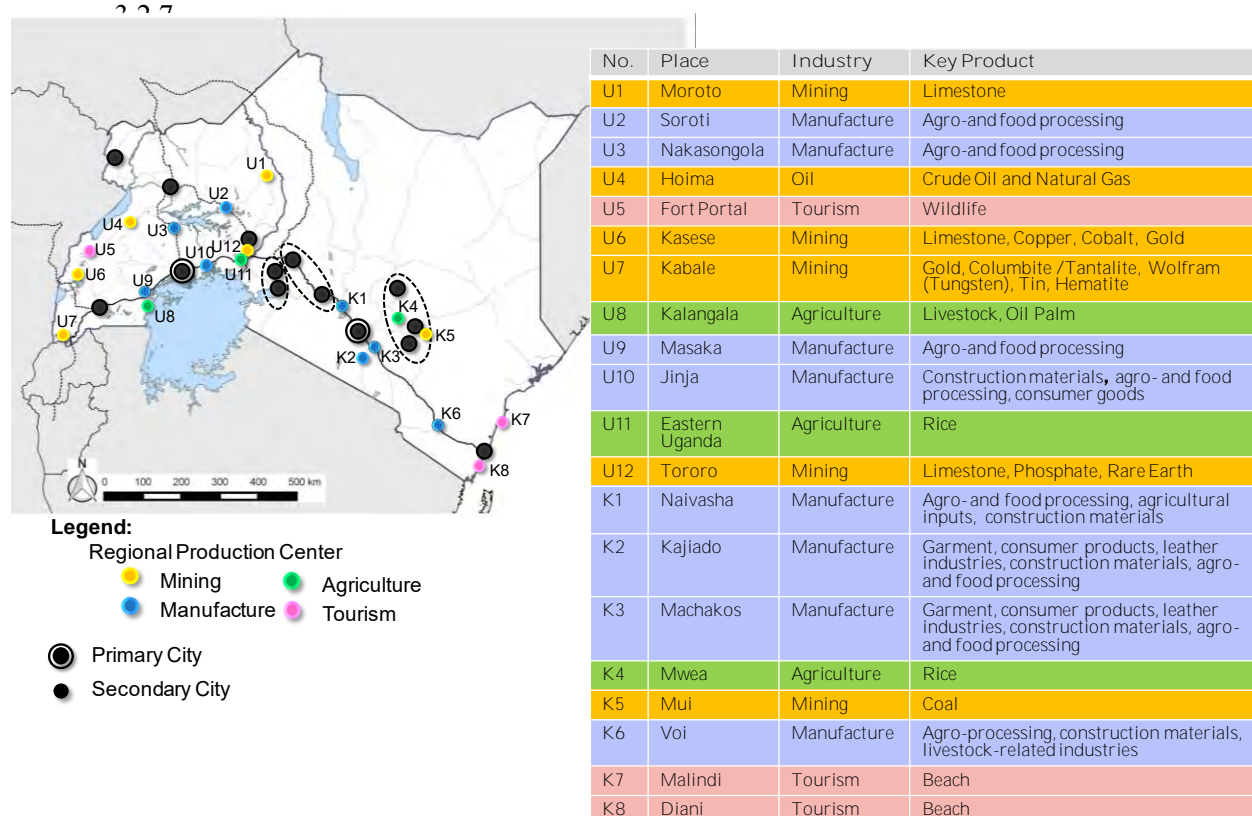 3.2.7
No. Place Industry Key Product
U1 Moroto Mining Limestone
U2 Soroti Manufacture Agro-and food processing
U3 Nakasongola Manufacture Agro-and food processing
U4 Hoima Oil Crude Oil and Natural Gas
U5 Fort Portal Tourism Wildlife
U6 Kasese Mining Limestone, Copper, Cobalt, Gold
U7 Kabale Mining Gold, Columbite /Tantalite, Wolfram
(Tungsten), Tin, Hematite
U8 Kalangala Agriculture Livestock, Oil Palm
U9 Masaka Manufacture Agro-and food processing
U10 Jinja Manufacture Construction materials, agro- and food
processing, consumer goods
U11 Eastern
Uganda Agriculture Rice
U12 Tororo Mining Limestone, Phosphate, Rare Earth
K1 Naivasha Manufacture Agro- and food processing, agricultural
inputs, construction materials
K2 Kajiado Manufacture Garment, consumer products, leather
industries, construction materials, agro-
and food processing
K3 Machakos Manufacture Garment, consumer products, leather
industries, construction materials, agro-
and food processing
K4 Mwea Agriculture Rice
K5 Mui Mining Coal
K6 Voi Manufacture Agro-processing, construction materials,
livestock-related industries
K7 Malindi Tourism Beach
K8 Diani Tourism Beach
U1
U2
U4
U3
U5
U10
U12
U6
U11
U9
U8
U7
K1
K4
K5
K2
K3
K6
K7
K8
N
0 100 200 300 400 500 km
Legend:
Regional Production Center
Mining
Agriculture
Manufacture
Tourism
Primary City
Secondary City